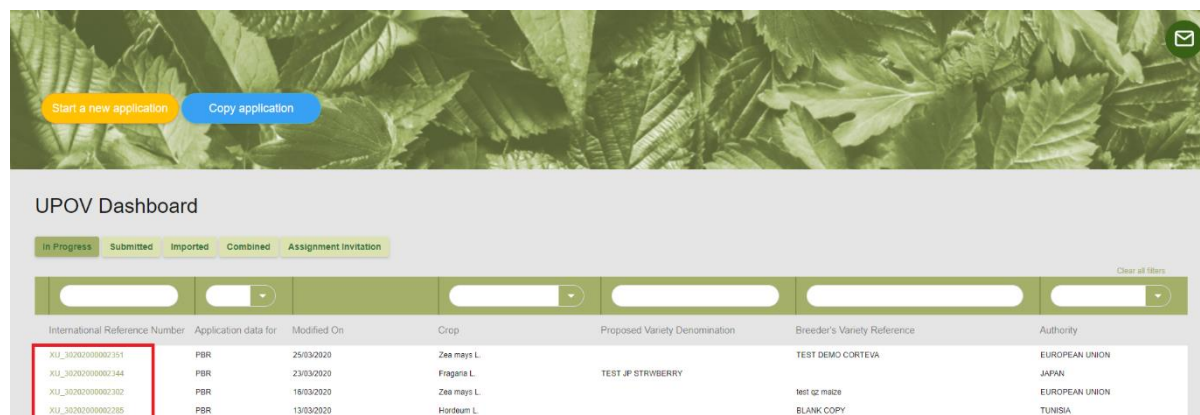 Start a new application Copy application
UPOV Dashboard
In Progress Submitted Imported Combined Assignment Invitation
Clear all filters
International Reference Number Application data for Modified On Crop Proposed Variety Denomination Breeder's Variety Reference Authority
XU_30202000002351 PBR 25/03/2020 Zea mays L. TEST DEMO CORTEVA EUROPEAN UNION
XU_30202000002344 PBR 23/03/2020 Fragaria L. TEST JP STRWBERRY JAPAN
XU_30202000002302 PBR 16/03/2020 Zea mays L. test qz maize EUROPEAN UNION
XU_30202000002285 PBR 13/03/2020 Hordeum L. BLANK COPY TUNISIA